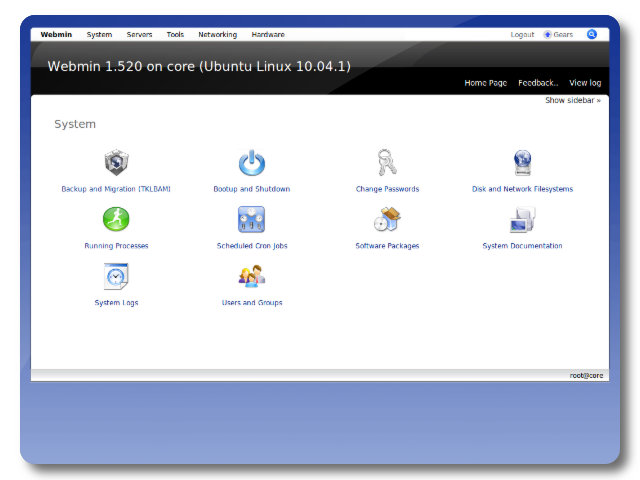 Webmin System Servers Tools Networking Hardware Logout Gears
Webmin 1.520 on core (Ubuntu Linux 10.04.1)
Home Page Feedback.. View log
Show sidebar »
System
Backup and Migration (TKLBAM) Bootup and Shutdown Change Passwords Disk and Network Filesystems
Running Processes Scheduled Cron Jobs Software Packages System Documentation
System Logs Users and Groups
root@core